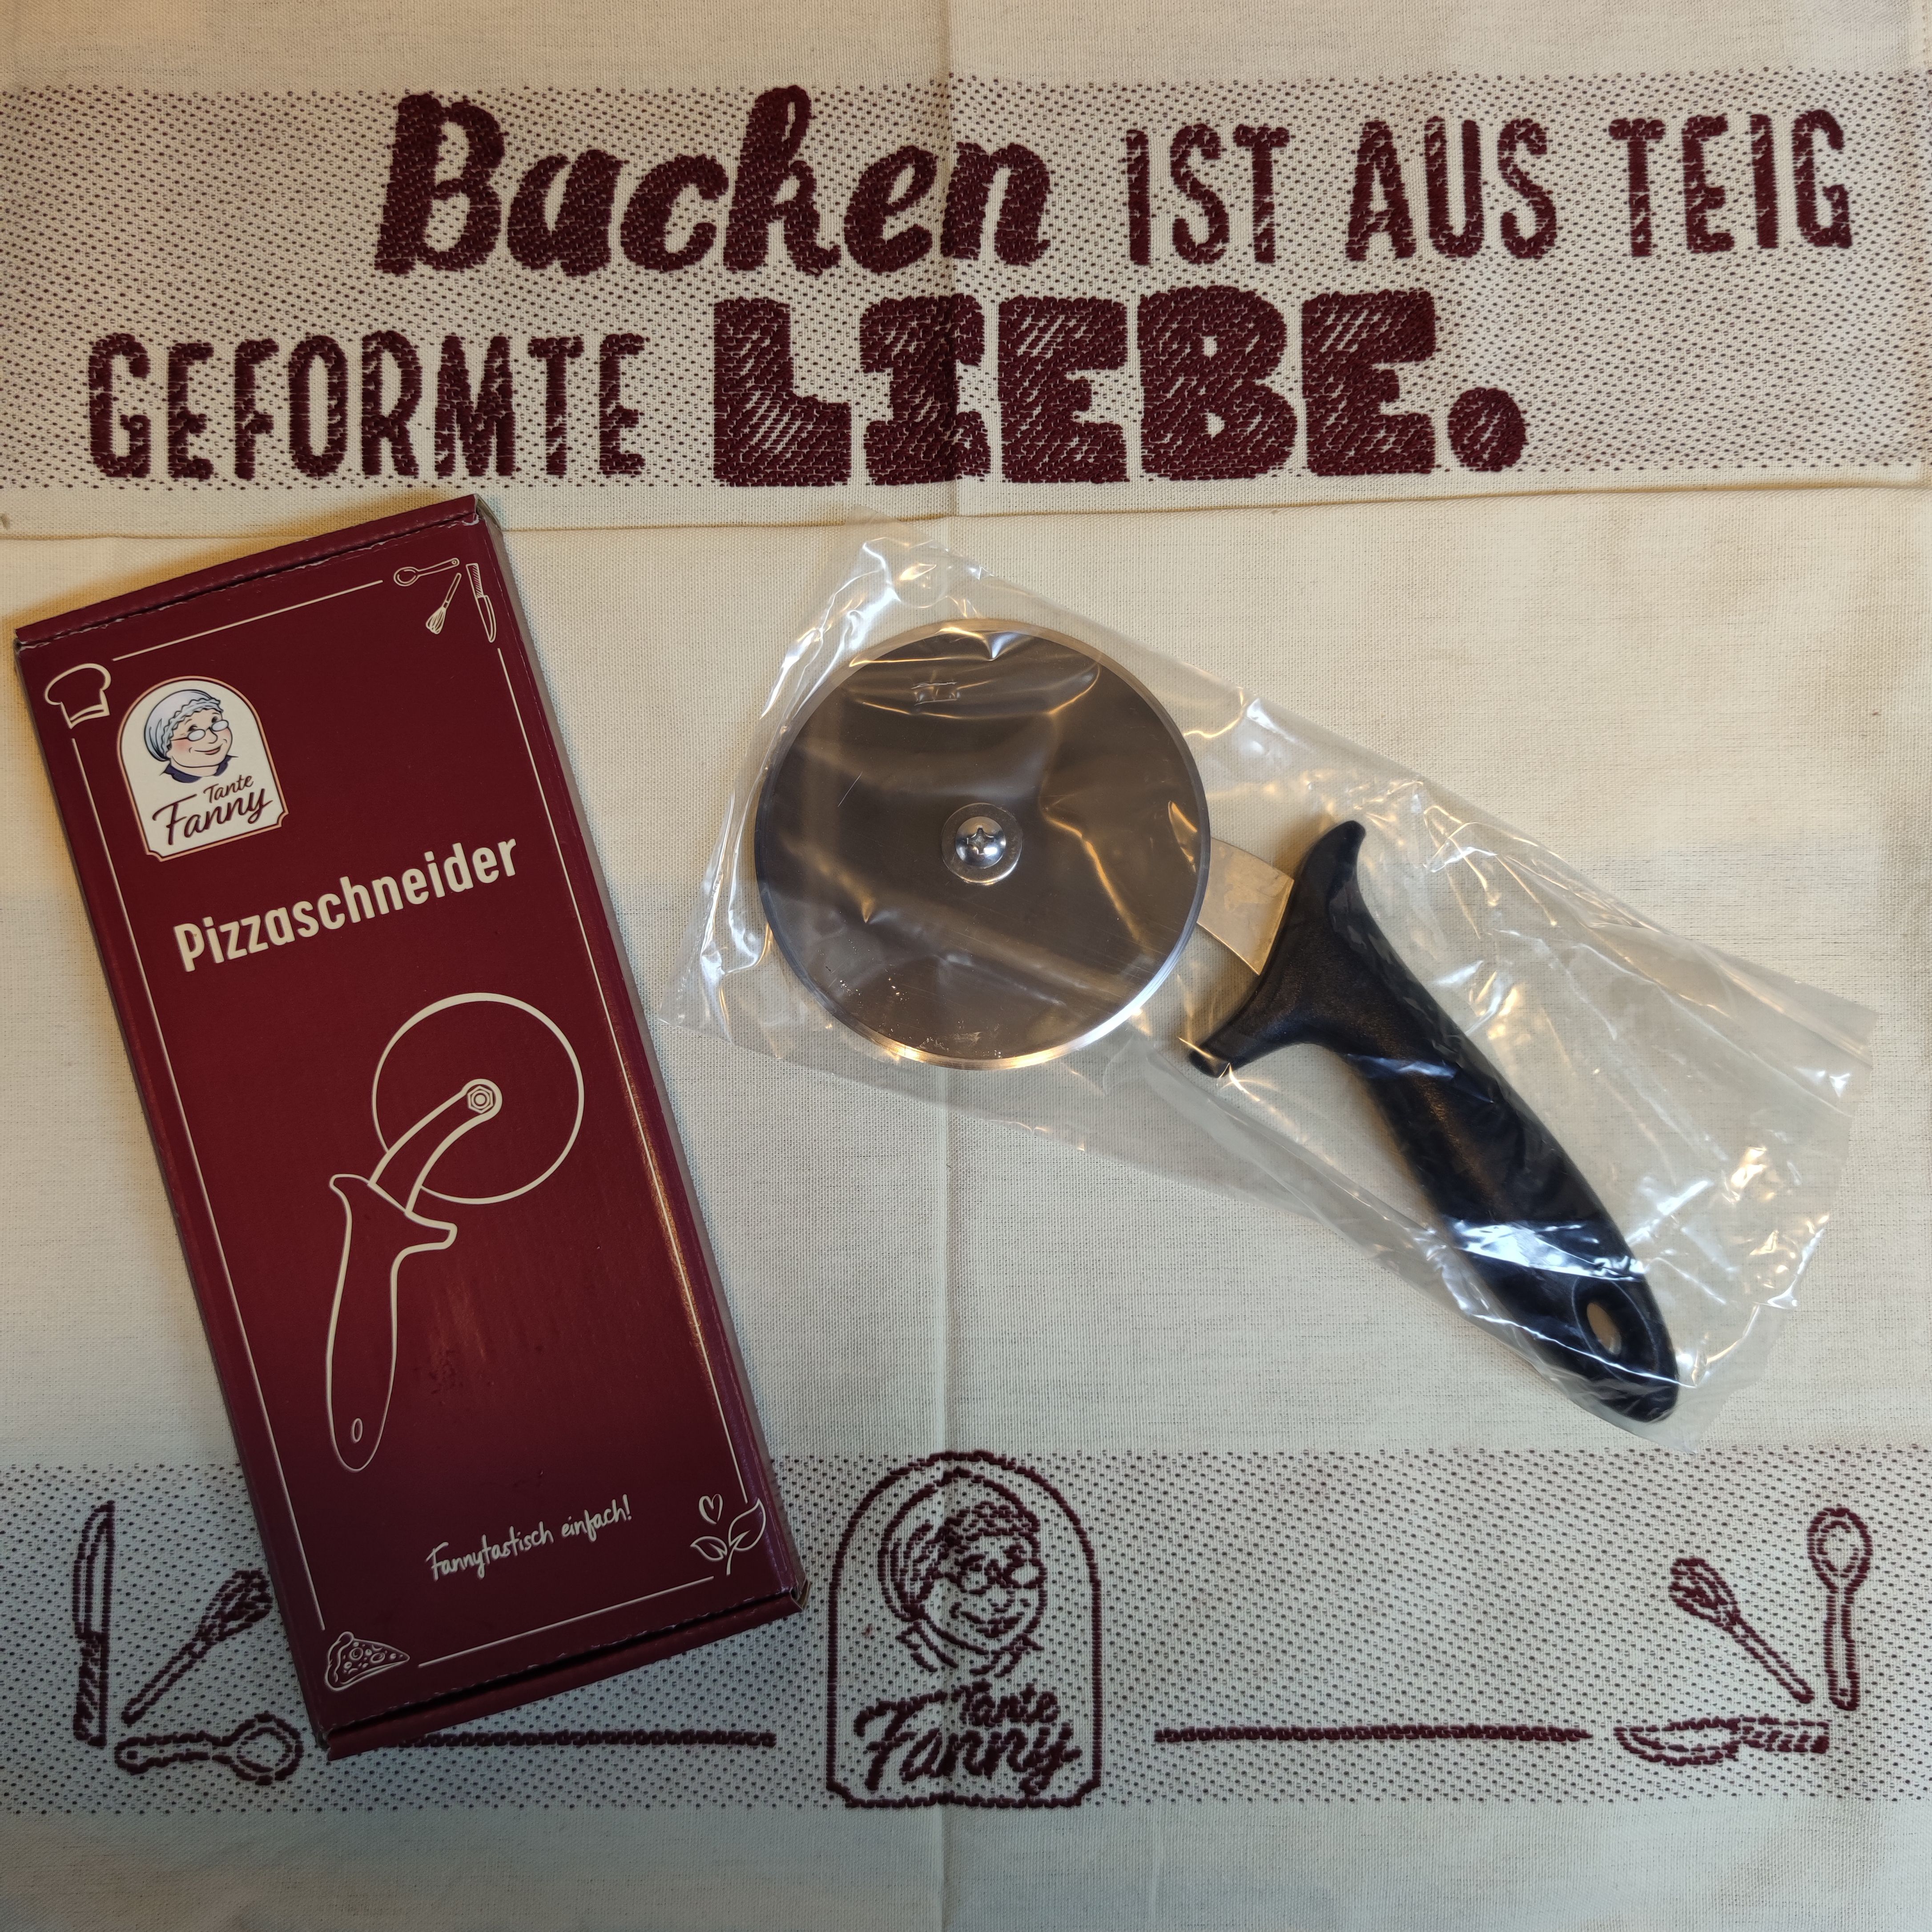 Backen IST AUS TEIG
GEFORMTE LIEBE.
Tante
Fanny
Pizzaschneider
Fannytastisch einfach!
Tante
Fanny